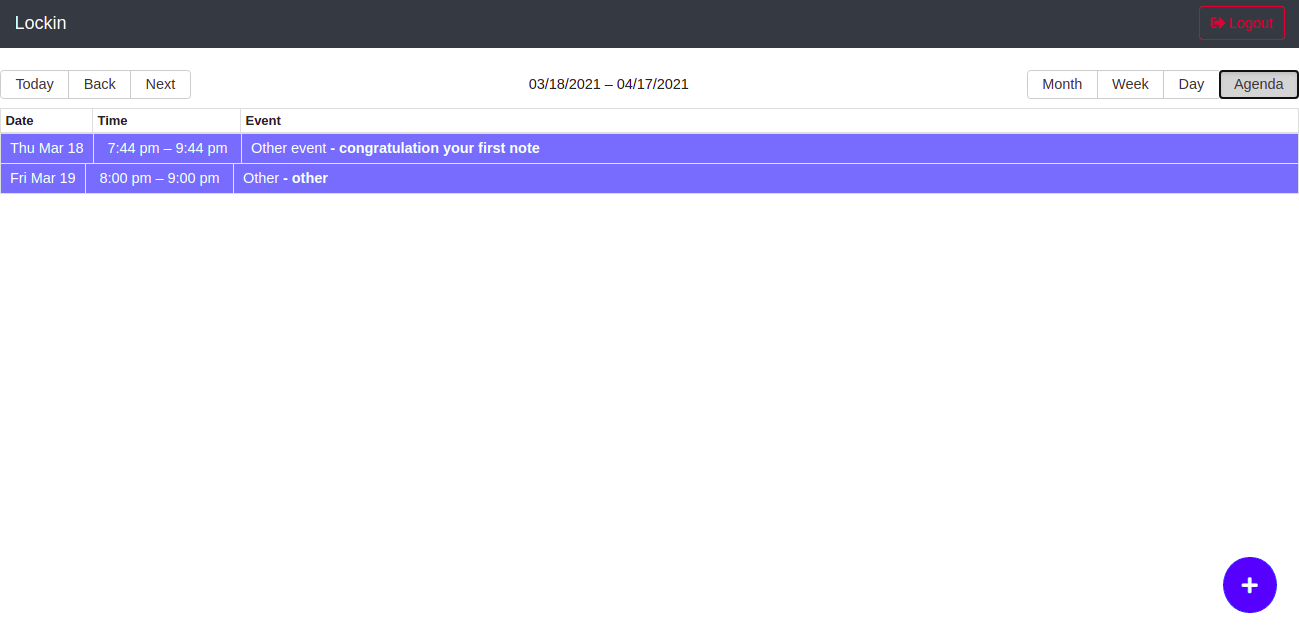 Lockin Logout
Today Back Next 03/18/2021 – 04/17/2021 Month Week Day Agenda
Date Time Event
Thu Mar 18 7:44 pm – 9:44 pm Other event - congratulation your first note
Fri Mar 19 8:00 pm – 9:00 pm Other - other